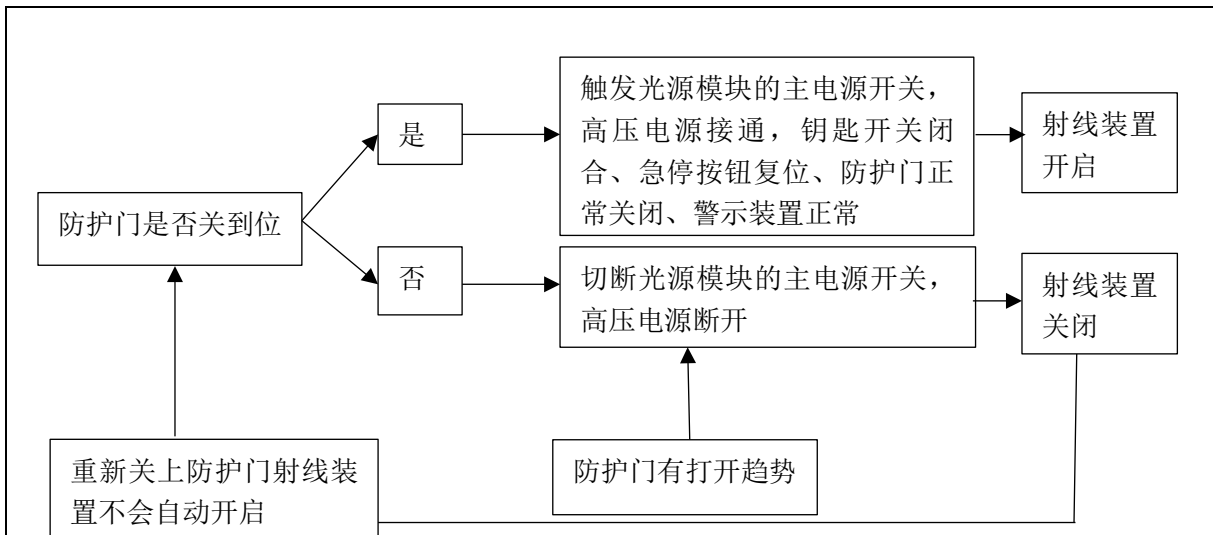 是
触发光源模块的主电源开关，
高压电源接通，钥匙开关闭
合、急停按钮复位、防护门正
常关闭、警示装置正常
射线装置
开启
防护门是否关到位
否
切断光源模块的主电源开关，
高压电源断开
射线装置
关闭
重新关上防护门射线装
置不会自动开启
防护门有打开趋势